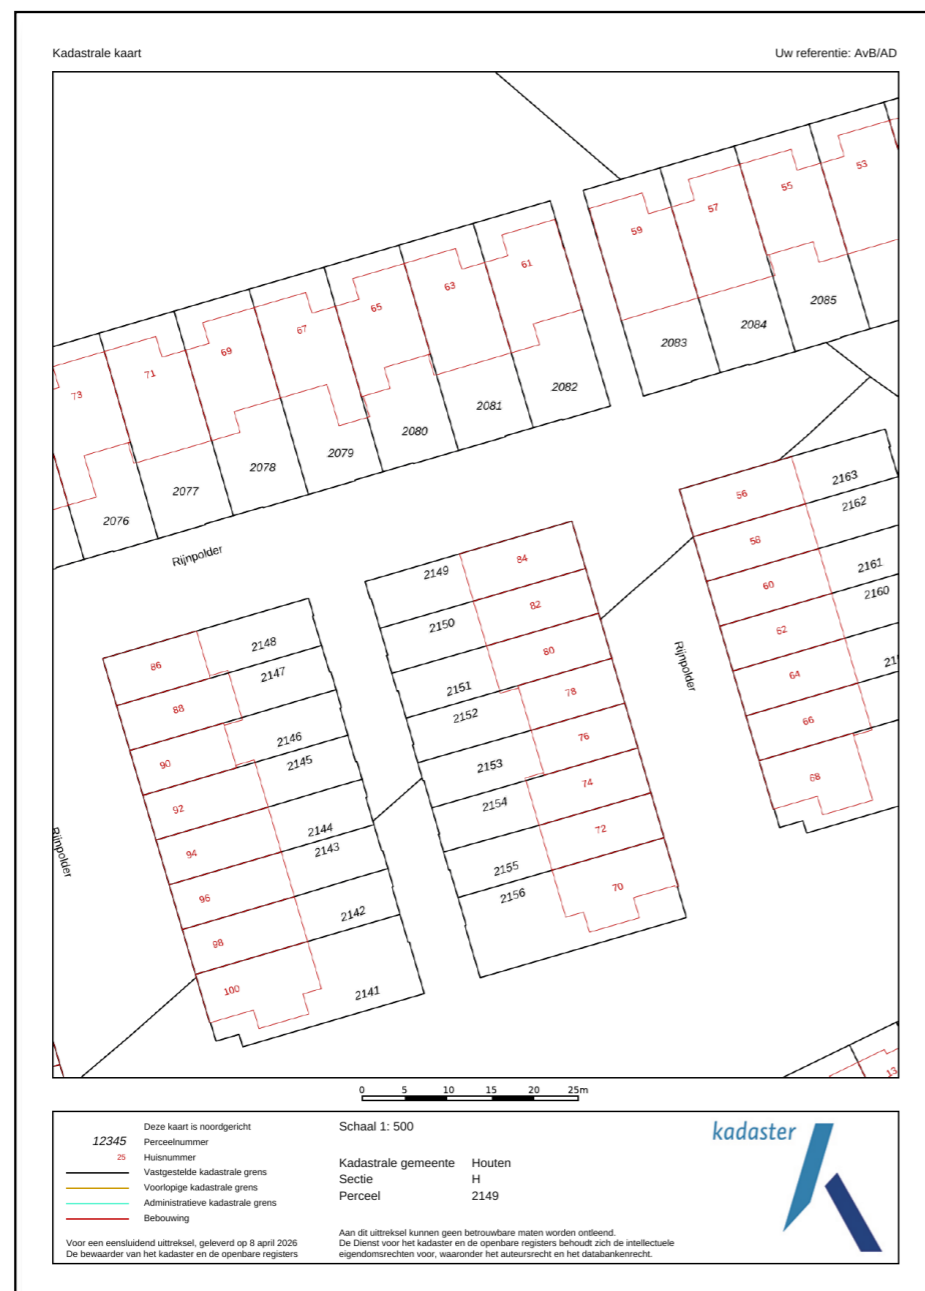 Kadastrale kaart
Uw referentie: AvB/AD
53
55
57
59
61
63
65
67
69
71
73
2085
2084
2083
2082
2081
2080
2079
2078
2077
2076
Rijnpolder
56
2163
2162
58
2161
60
2160
62
64
66
68
Rijnpolder
84
2149
82
2150
80
2151
78
2152
76
2153
74
2154
72
2155
70
2156
86
2148
88
2147
90
2146
2145
92
94
2144
2143
96
98
2142
100
2141
Rijnpolder
13
0 5 10 15 20 25m
Deze kaart is noordgericht
12345 Perceelnummer
25 Huisnummer
Vastgestelde kadastrale grens
Voorlopige kadastrale grens
Administratieve kadastrale grens
Bebouwing
Voor een eensluidend uittreksel, geleverd op 8 april 2026
De bewaarder van het kadaster en de openbare registers
Schaal 1: 500
Kadastrale gemeente Houten
Sectie H
Perceel 2149
Aan dit uittreksel kunnen geen betrouwbare maten worden ontleend.
De Dienst voor het kadaster en de openbare registers behoudt zich de intellectuele
eigendomsrechten voor, waaronder het auteursrecht en het databankenrecht.
kadaster